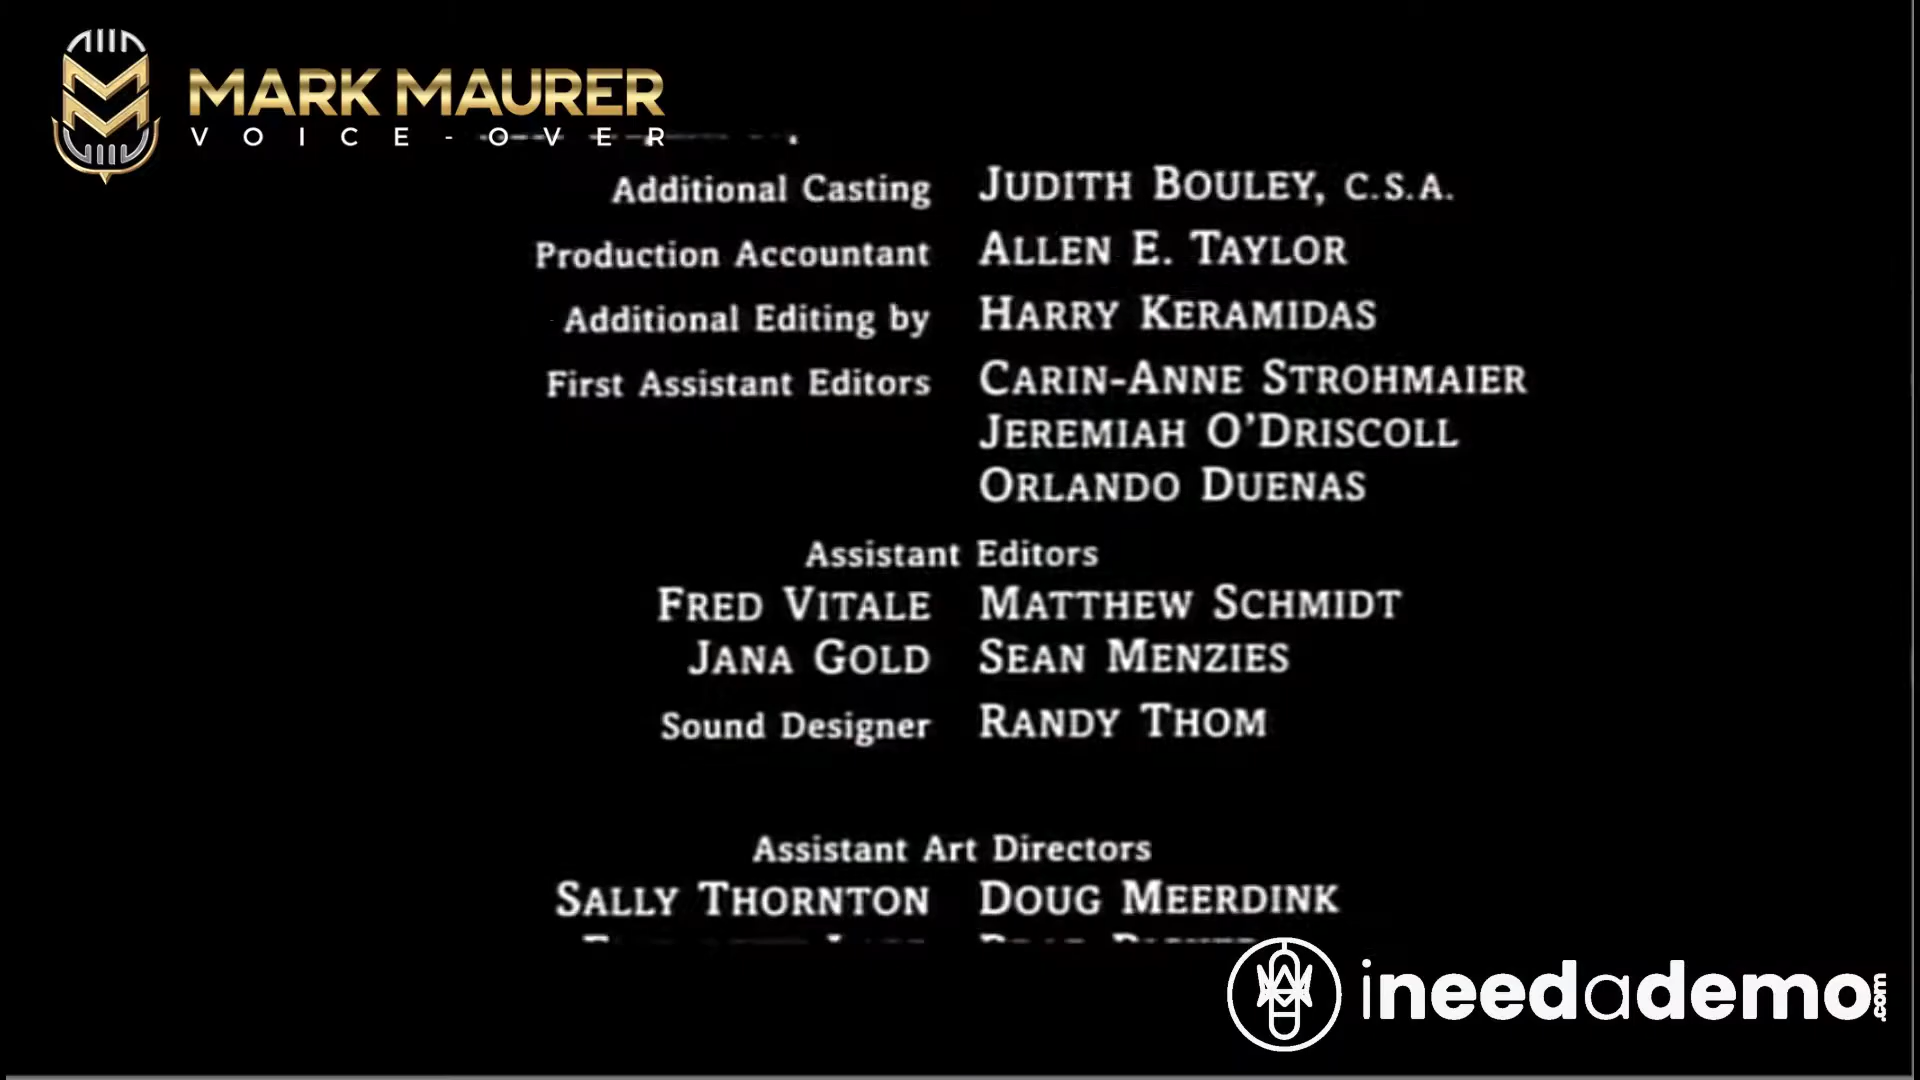 MARK MAURER
VOICE-OVER
Additional Casting JUDITH BOULEY, C.S.A.
Production Accountant ALLEN E. TAYLOR
Additional Editing by HARRY KERAMIDAS
First Assistant Editors CARIN-ANNE STROHMAIER
JEREMIAH O'DRISCOLL
ORLANDO DUENAS
Assistant Editors
FRED VITALE MATTHEW SCHMIDT
JANA GOLD SEAN MENZIES
Sound Designer RANDY THOM
Assistant Art Directors
SALLY THORNTON DOUG MEERDINK
ineedademo.com